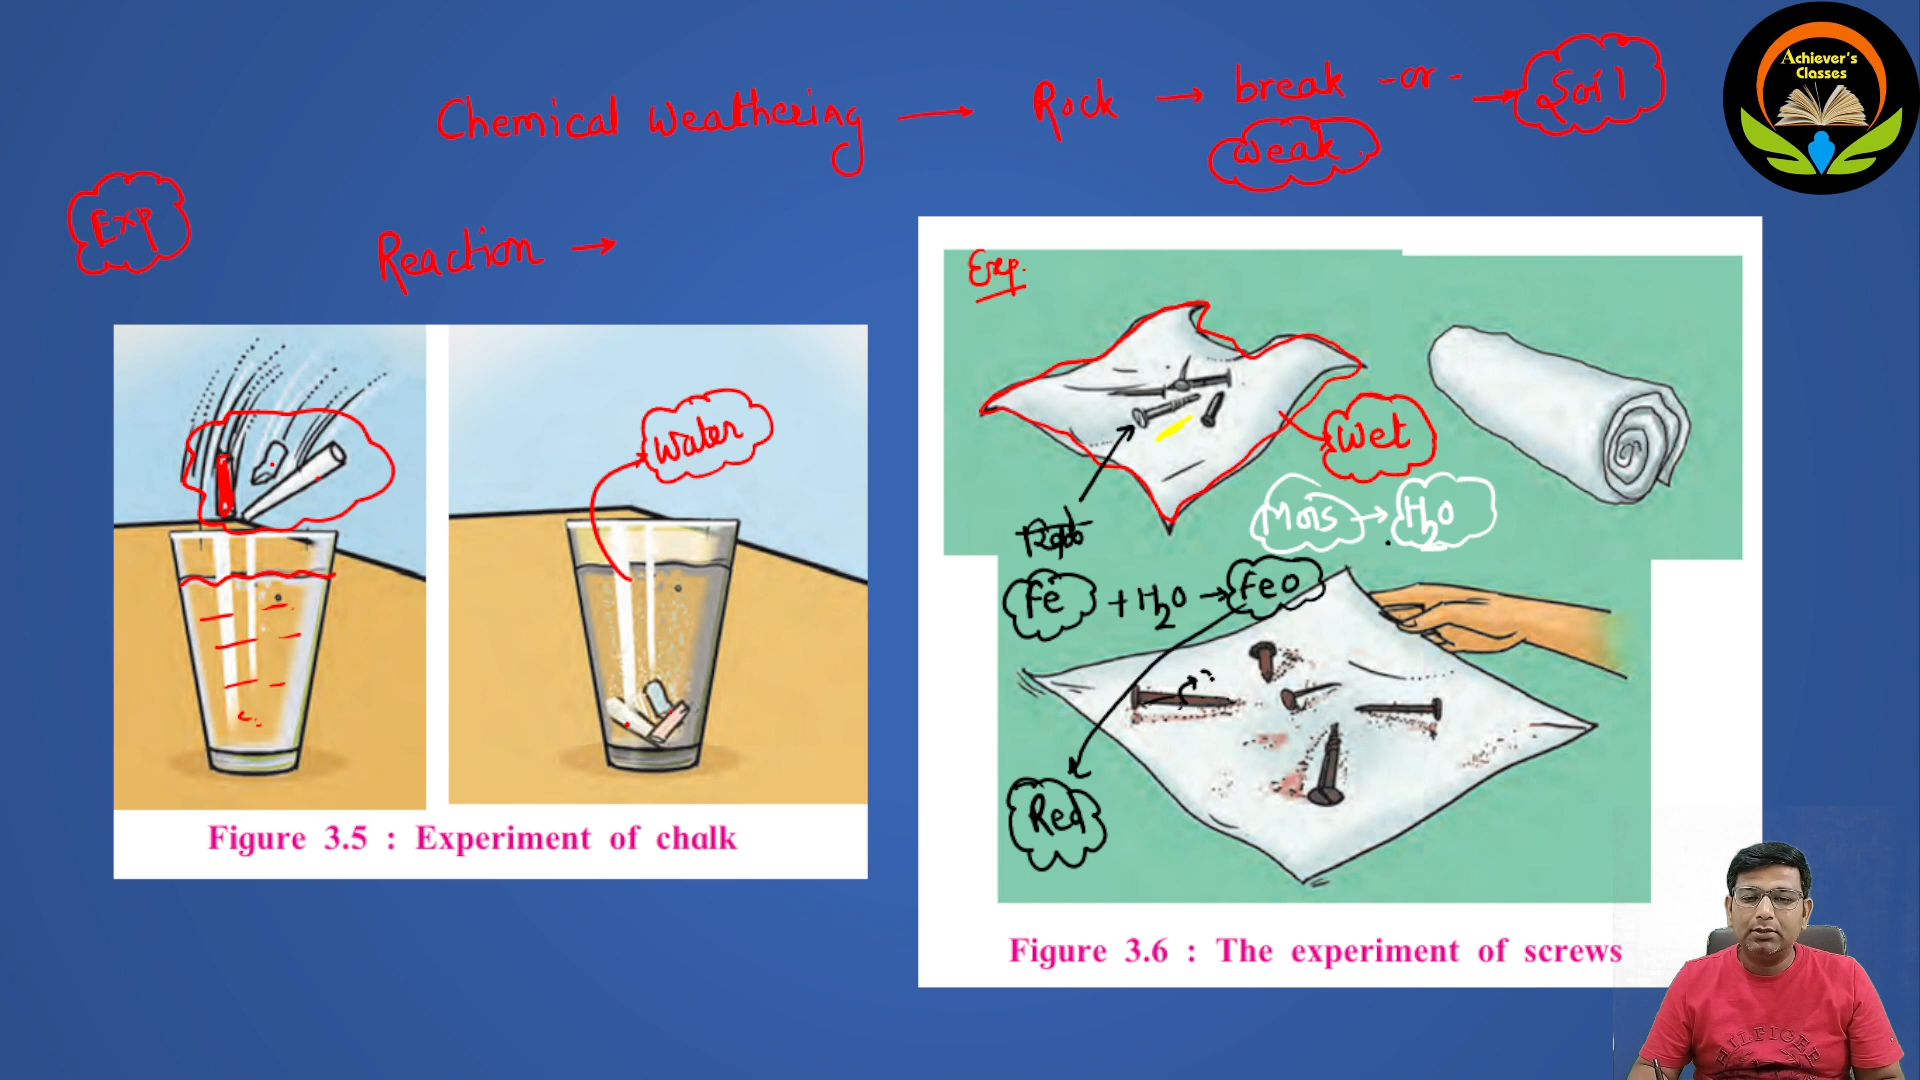 Achiever's
Classes
Chemical Weathering → Rock → break -or- → Soil
weak
Exp
Reaction →
Exp.
Water
Wet
Mois → H2O
Fe + H2O → FeO
?
Red
Figure 3.5 : Experiment of chalk
Figure 3.6 : The experiment of screws
HILFIGER